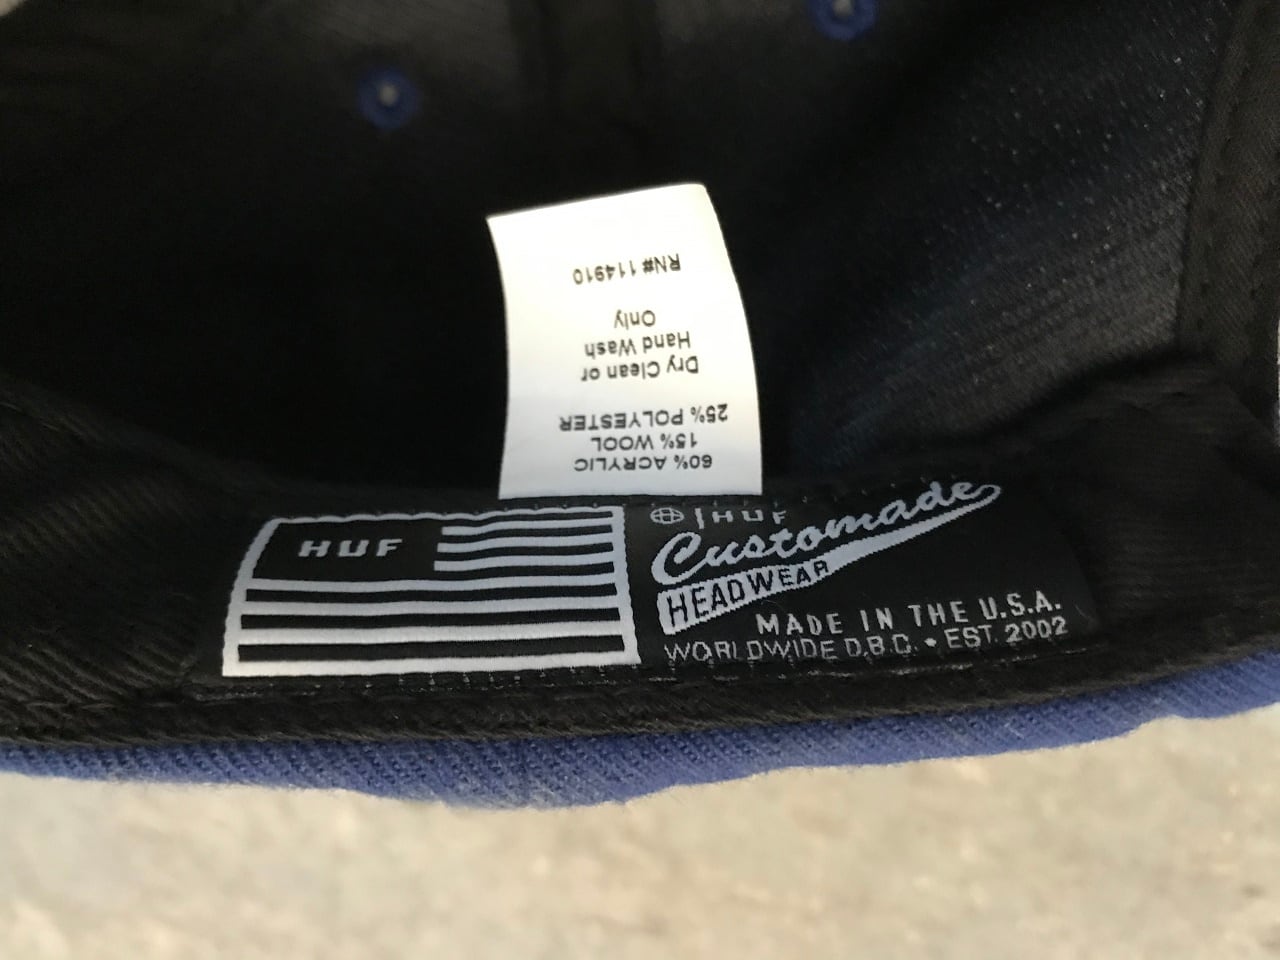 60% ACRYLIC
15% WOOL
25% POLYESTER
Dry Clean or
Hand Wash
Only
RN# 114910
HUF
HUF
Customade
HEADWEAR
MADE IN THE U.S.A.
WORLDWIDE D.B.C. • EST. 2002